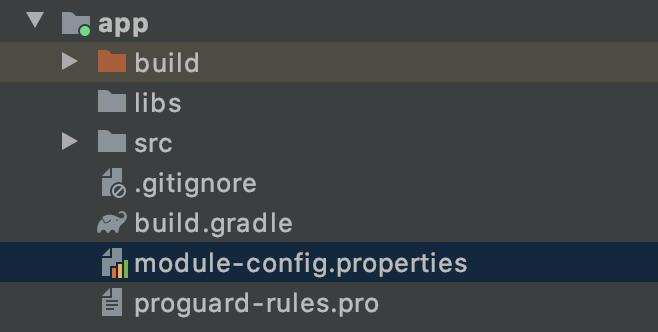 app
build
libs
src
.gitignore
build.gradle
module-config.properties
proguard-rules.pro